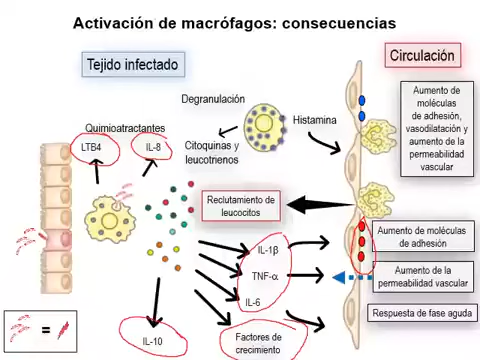 Activación de macrófagos: consecuencias
Tejido infectado
Circulación
Degranulación
Quimioatractantes
LTB4
IL-8
Citoquinas y
leucotrienos
Histamina
Aumento de
moléculas
de adhesión,
vasodilatación y
aumento de la
permeabilidad
vascular
Reclutamiento de
leucocitos
IL-1β
TNF-α
IL-6
Aumento de moléculas
de adhesión
Aumento de la
permeabilidad vascular
Respuesta de fase aguda
IL-10
Factores de
crecimiento
=